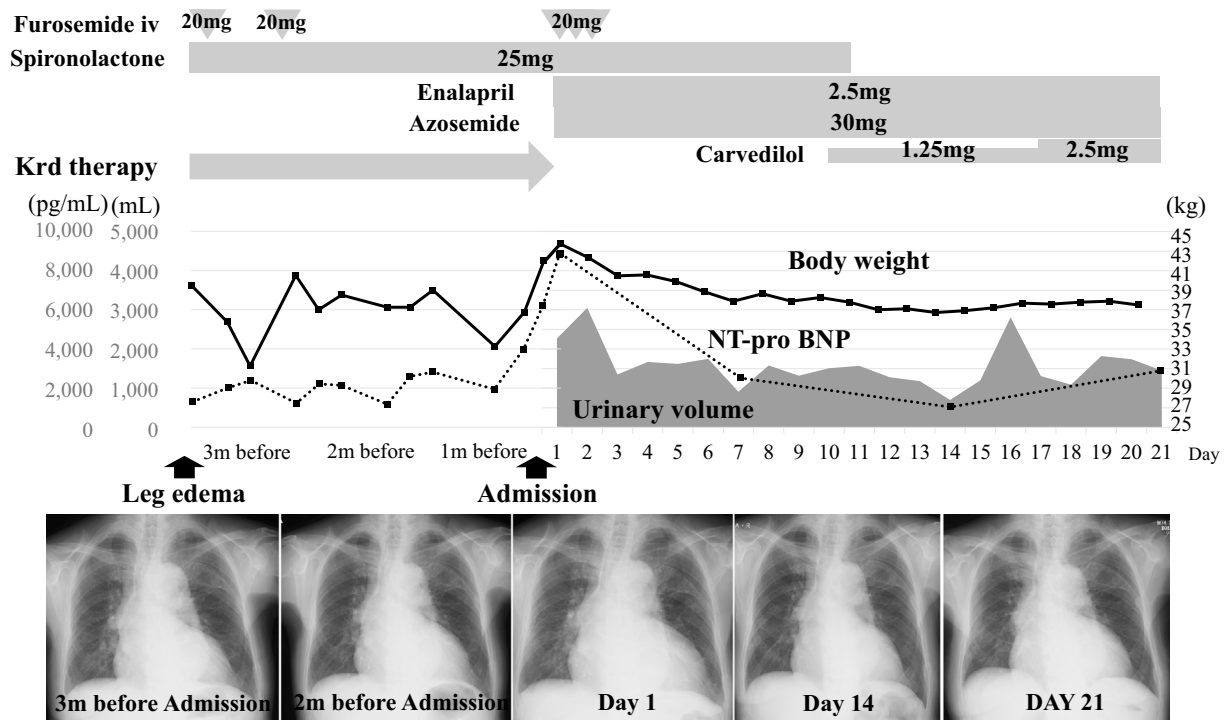 Furosemide iv 20mg 20mg 20mg
Spironolactone 25mg
Enalapril 2.5mg
Azosemide 30mg
Carvedilol 1.25mg 2.5mg
Krd therapy
(pg/mL) (mL) (kg)
10,000 5,000 45
43
8,000 4,000 41
39
6,000 3,000 37
35
4,000 2,000 33
31
2,000 1,000 29
27
0 0 25
Body weight
NT-pro BNP
Urinary volume
3m before 2m before 1m before 1 2 3 4 5 6 7 8 9 10 11 12 13 14 15 16 17 18 19 20 21 Day
Leg edema Admission
3m before Admission 2m before Admission Day 1 Day 14 DAY 21